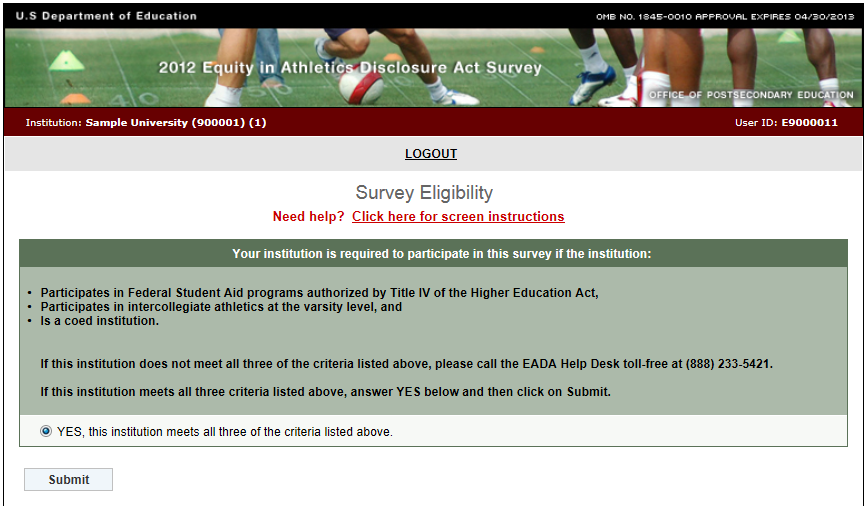 U.S Department of Education
OMB NO. 1845-0010 APPROVAL EXPIRES 04/30/2013
2012 Equity in Athletics Disclosure Act Survey
OFFICE OF POSTSECONDARY EDUCATION
Institution: Sample University (900001) (1)
User ID: E9000011
LOGOUT
Survey Eligibility
Need help? Click here for screen instructions
Your institution is required to participate in this survey if the institution:
• Participates in Federal Student Aid programs authorized by Title IV of the Higher Education Act,
• Participates in intercollegiate athletics at the varsity level, and
• Is a coed institution.
If this institution does not meet all three of the criteria listed above, please call the EADA Help Desk toll-free at (888) 233-5421.
If this institution meets all three criteria listed above, answer YES below and then click on Submit.
YES, this institution meets all three of the criteria listed above.
Submit